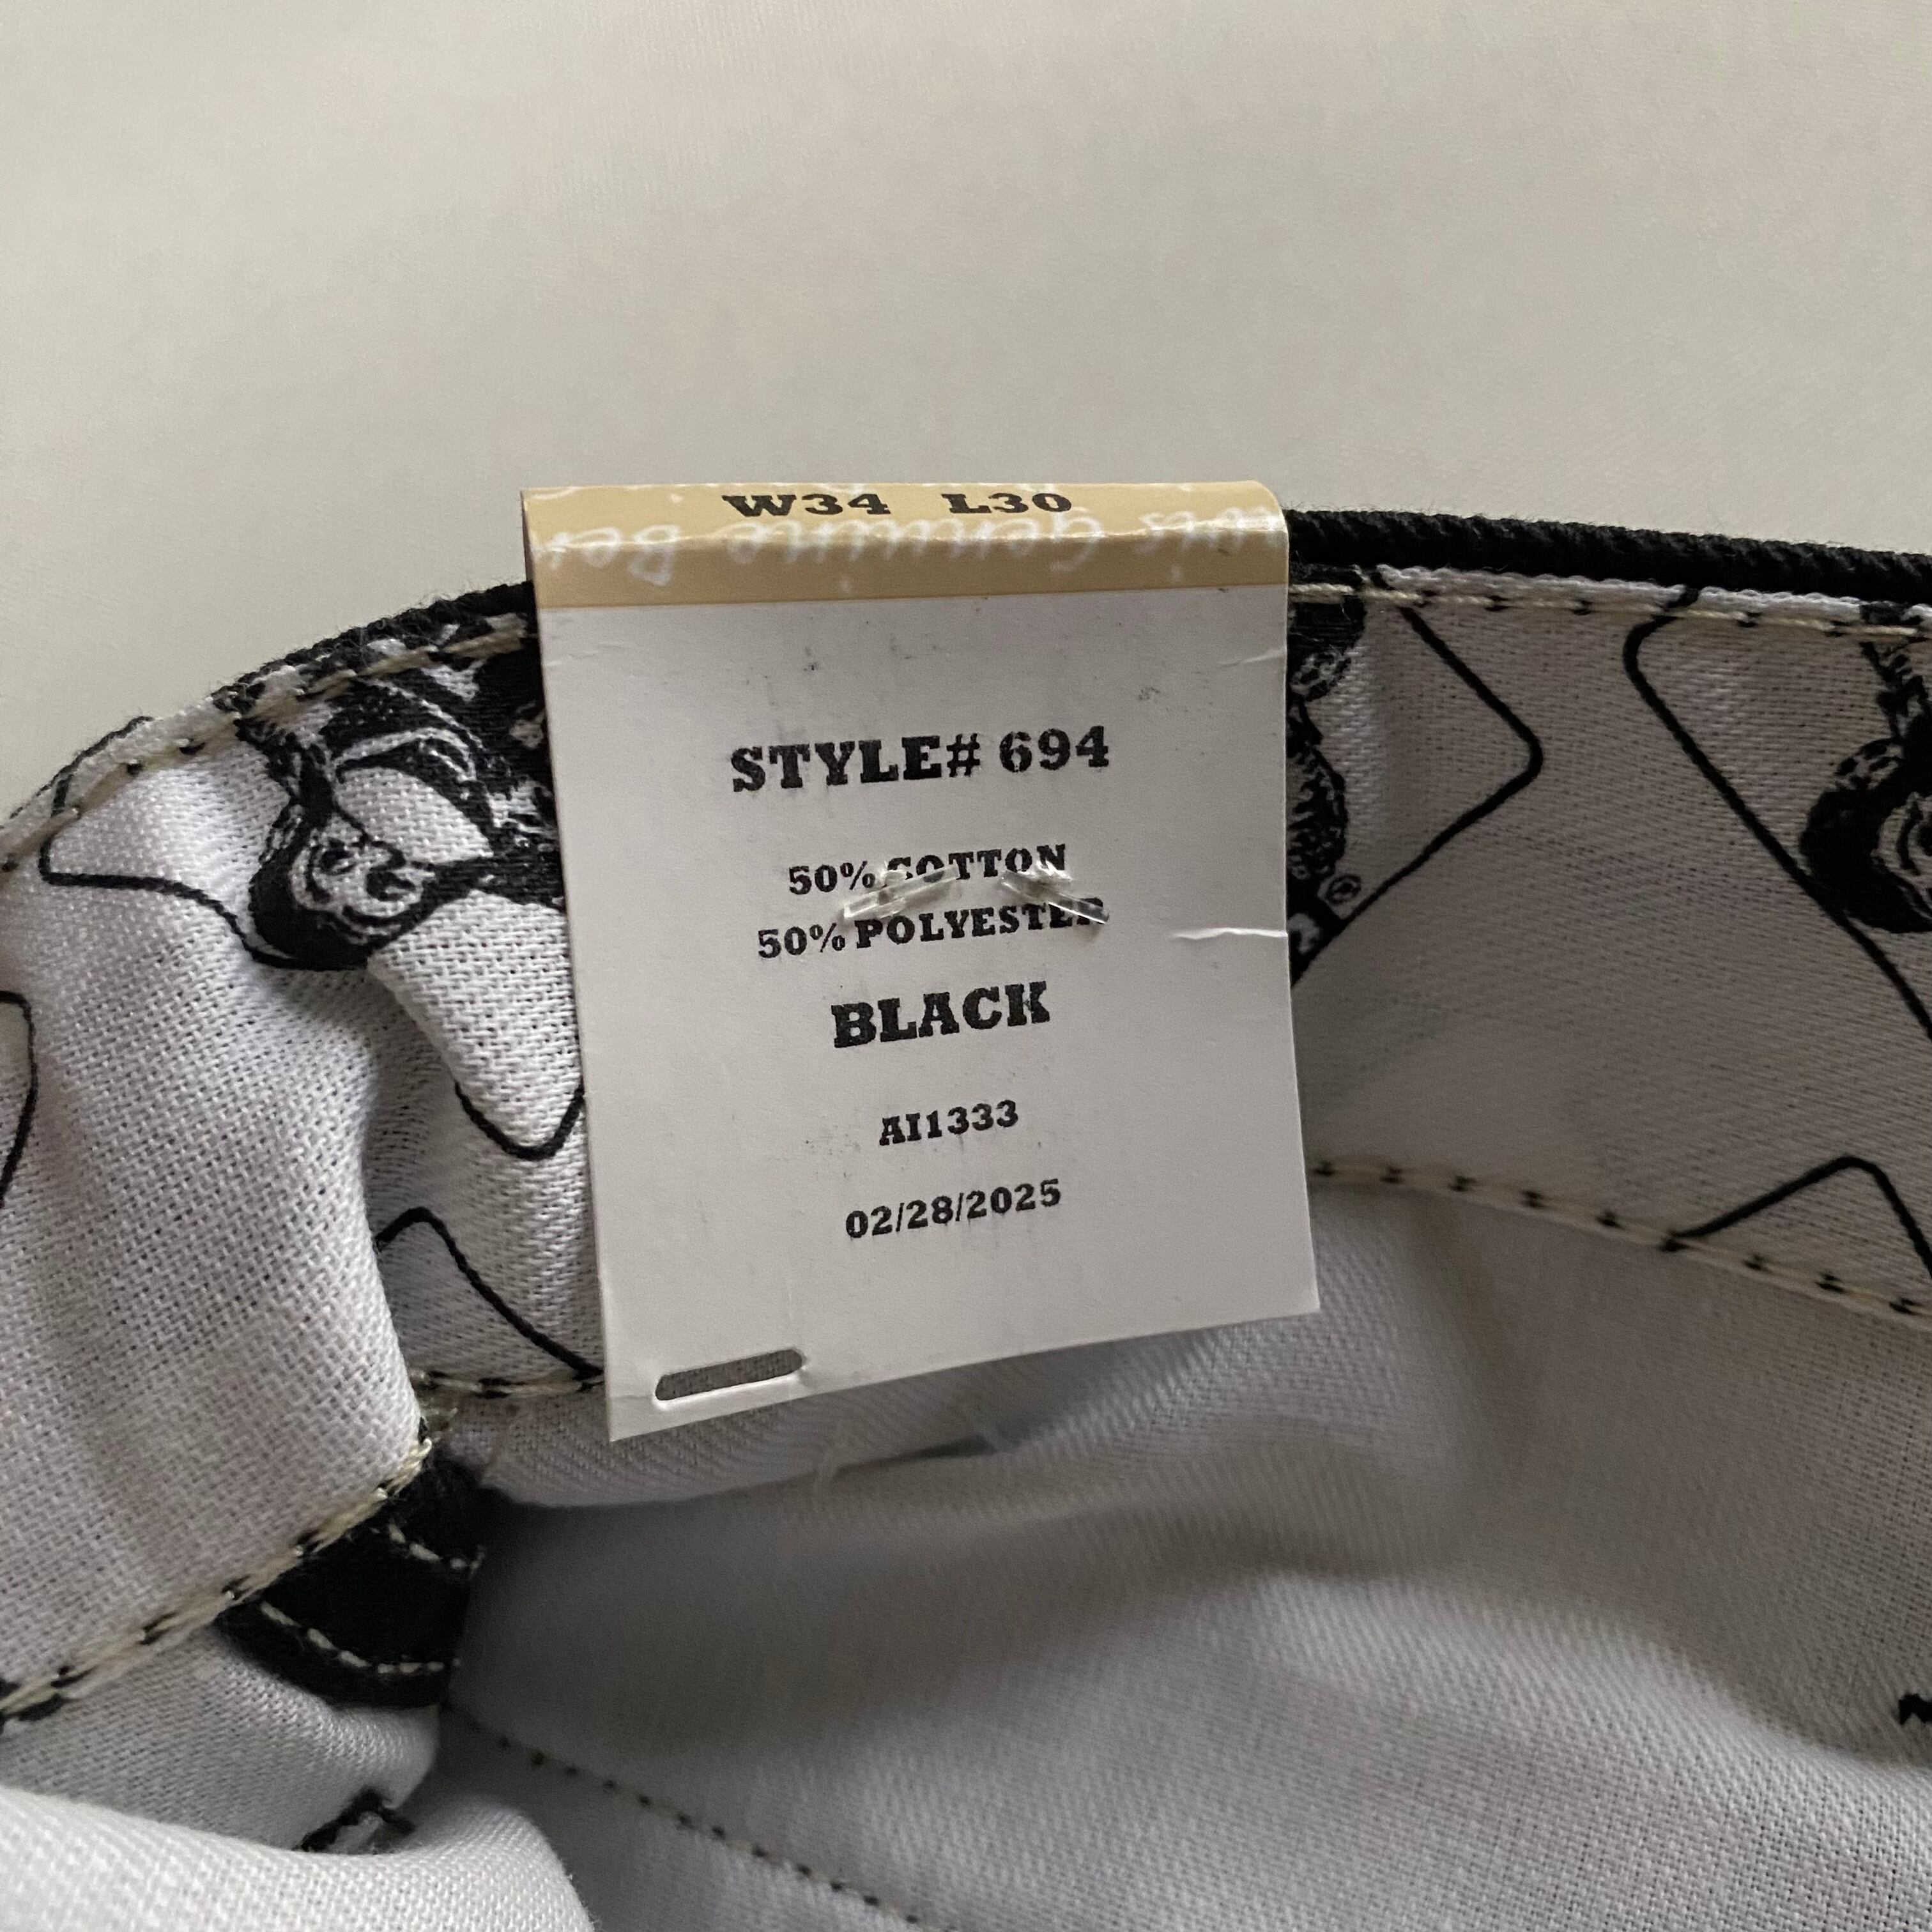 W34 L30
STYLE# 694
50% COTTON
50% POLYESTER
BLACK
AI1333
02/28/2025
®